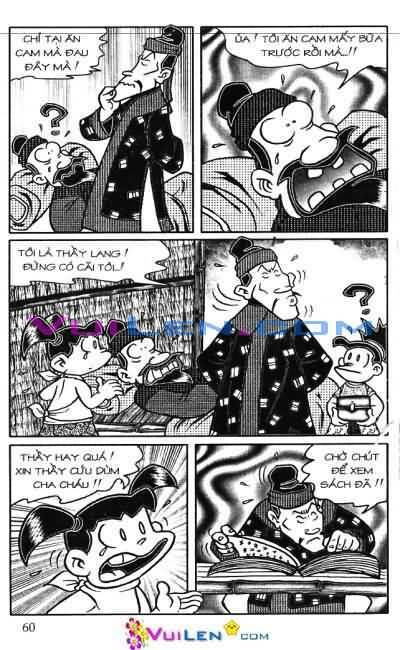 CHỈ TẠI ĂN
CAM MÀ ĐAU
ĐÂY MÀ !
?
ỦA ! TÔI ĂN CAM MẤY BỮA
TRƯỚC RỒI MÀ..!!
TÔI LÀ THẦY LANG !
ĐỪNG CÓ CÃI TÔI..!
?
VuiLen.com
THẦY HAY QUÁ !
XIN THẦY CỨU DÙM
CHA CHÁU !!
CHỜ CHÚT
ĐỂ XEM
SÁCH ĐÃ !!
60
VuiLen.com